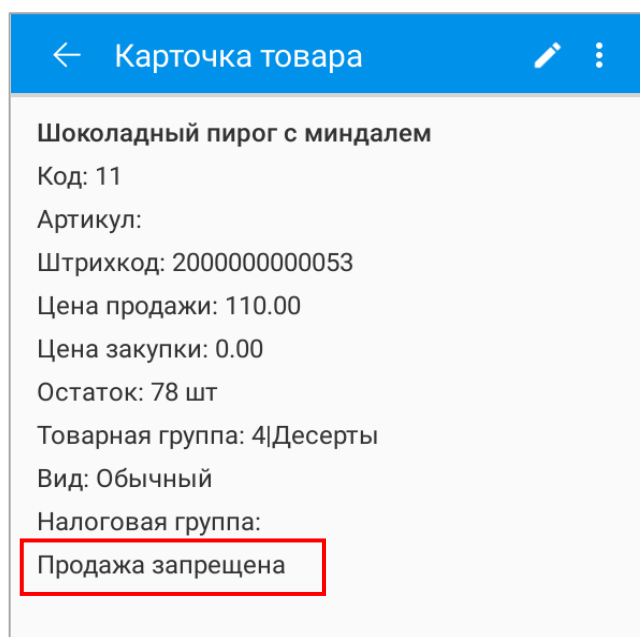 Карточка товара
Шоколадный пирог с миндалем
Код: 11
Артикул:
Штрихкод: 2000000000053
Цена продажи: 110.00
Цена закупки: 0.00
Остаток: 78 шт
Товарная группа: 4|Десерты
Вид: Обычный
Налоговая группа:
Продажа запрещена